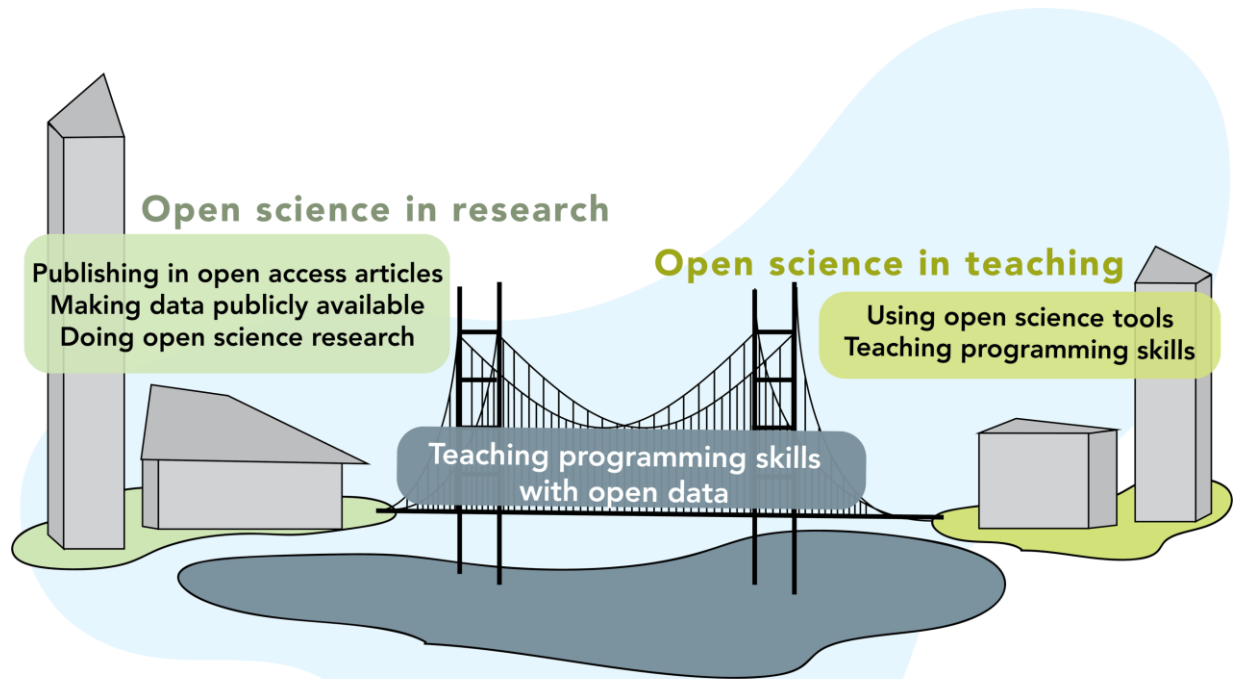 Open science in research
Publishing in open access articles
Making data publicly available
Doing open science research
Open science in teaching
Using open science tools
Teaching programming skills
Teaching programming skills
with open data